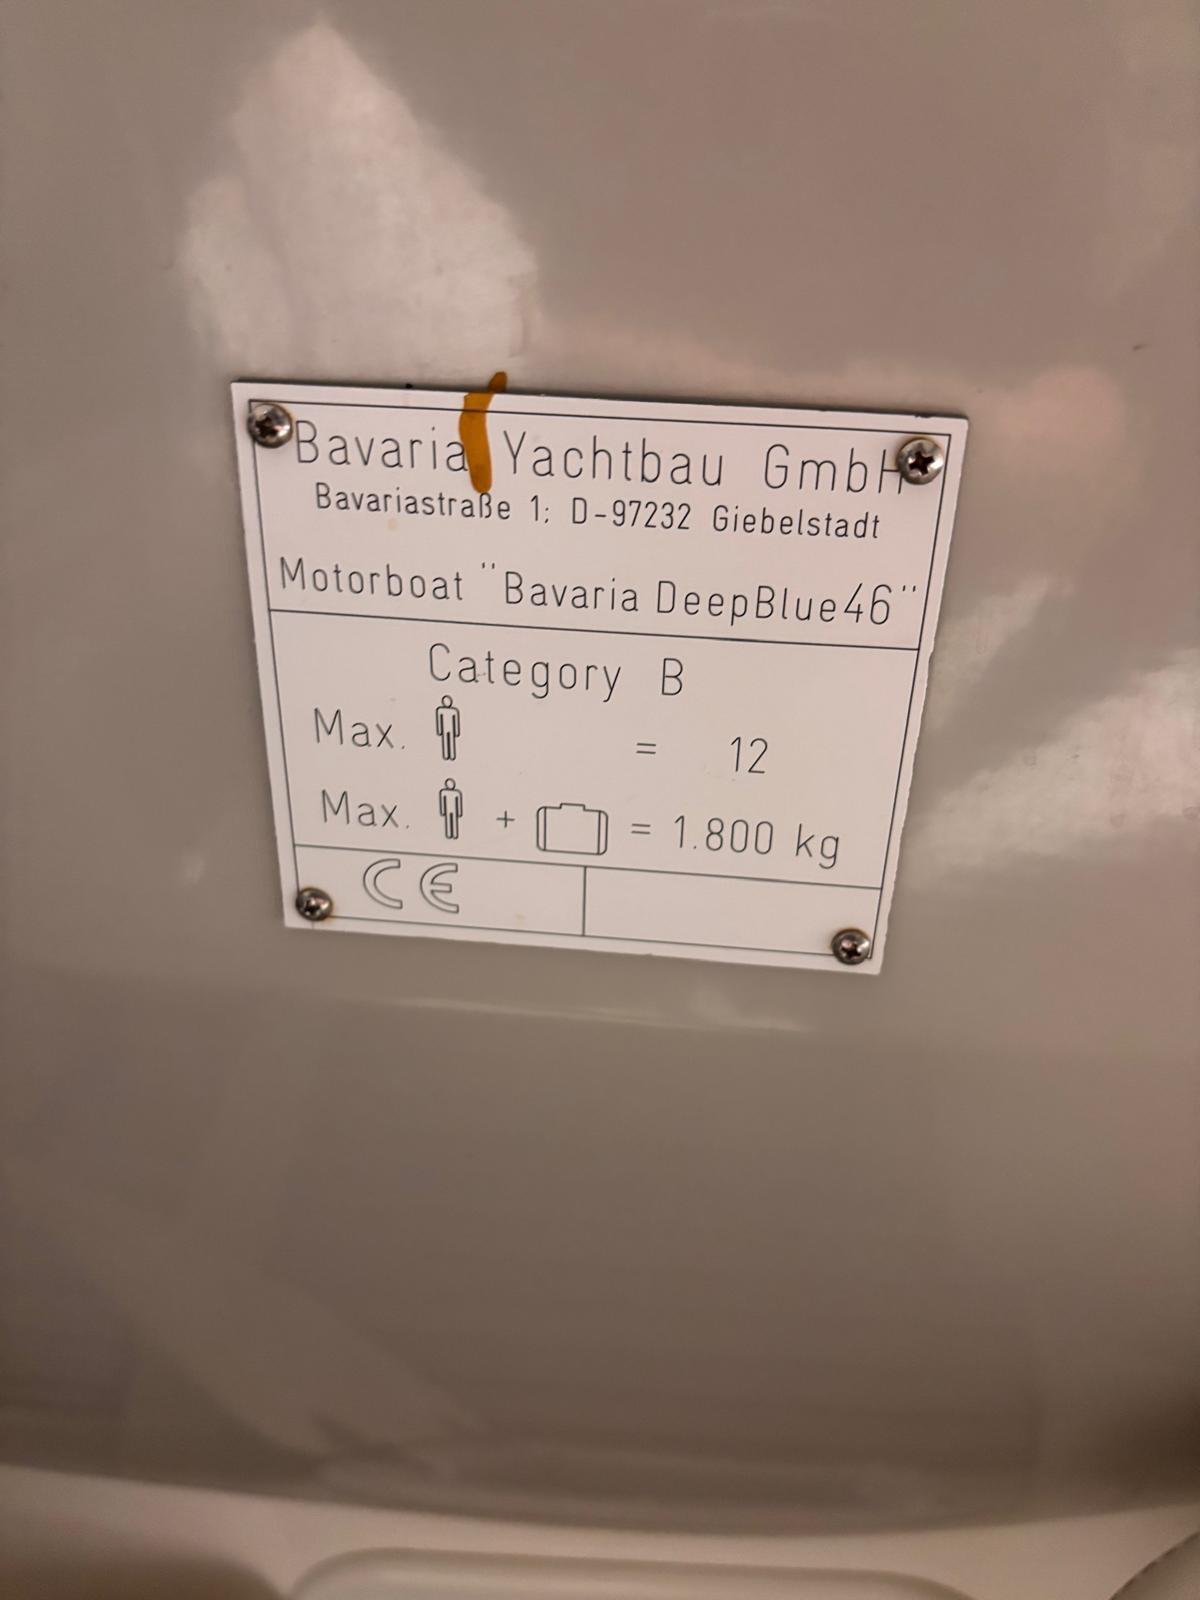 Bavaria Yachtbau GmbH
Bavariastraße 1; D-97232 Giebelstadt
Motorboat "Bavaria DeepBlue46"
Category B
Max. = 12
Max. + = 1.800 kg
CE